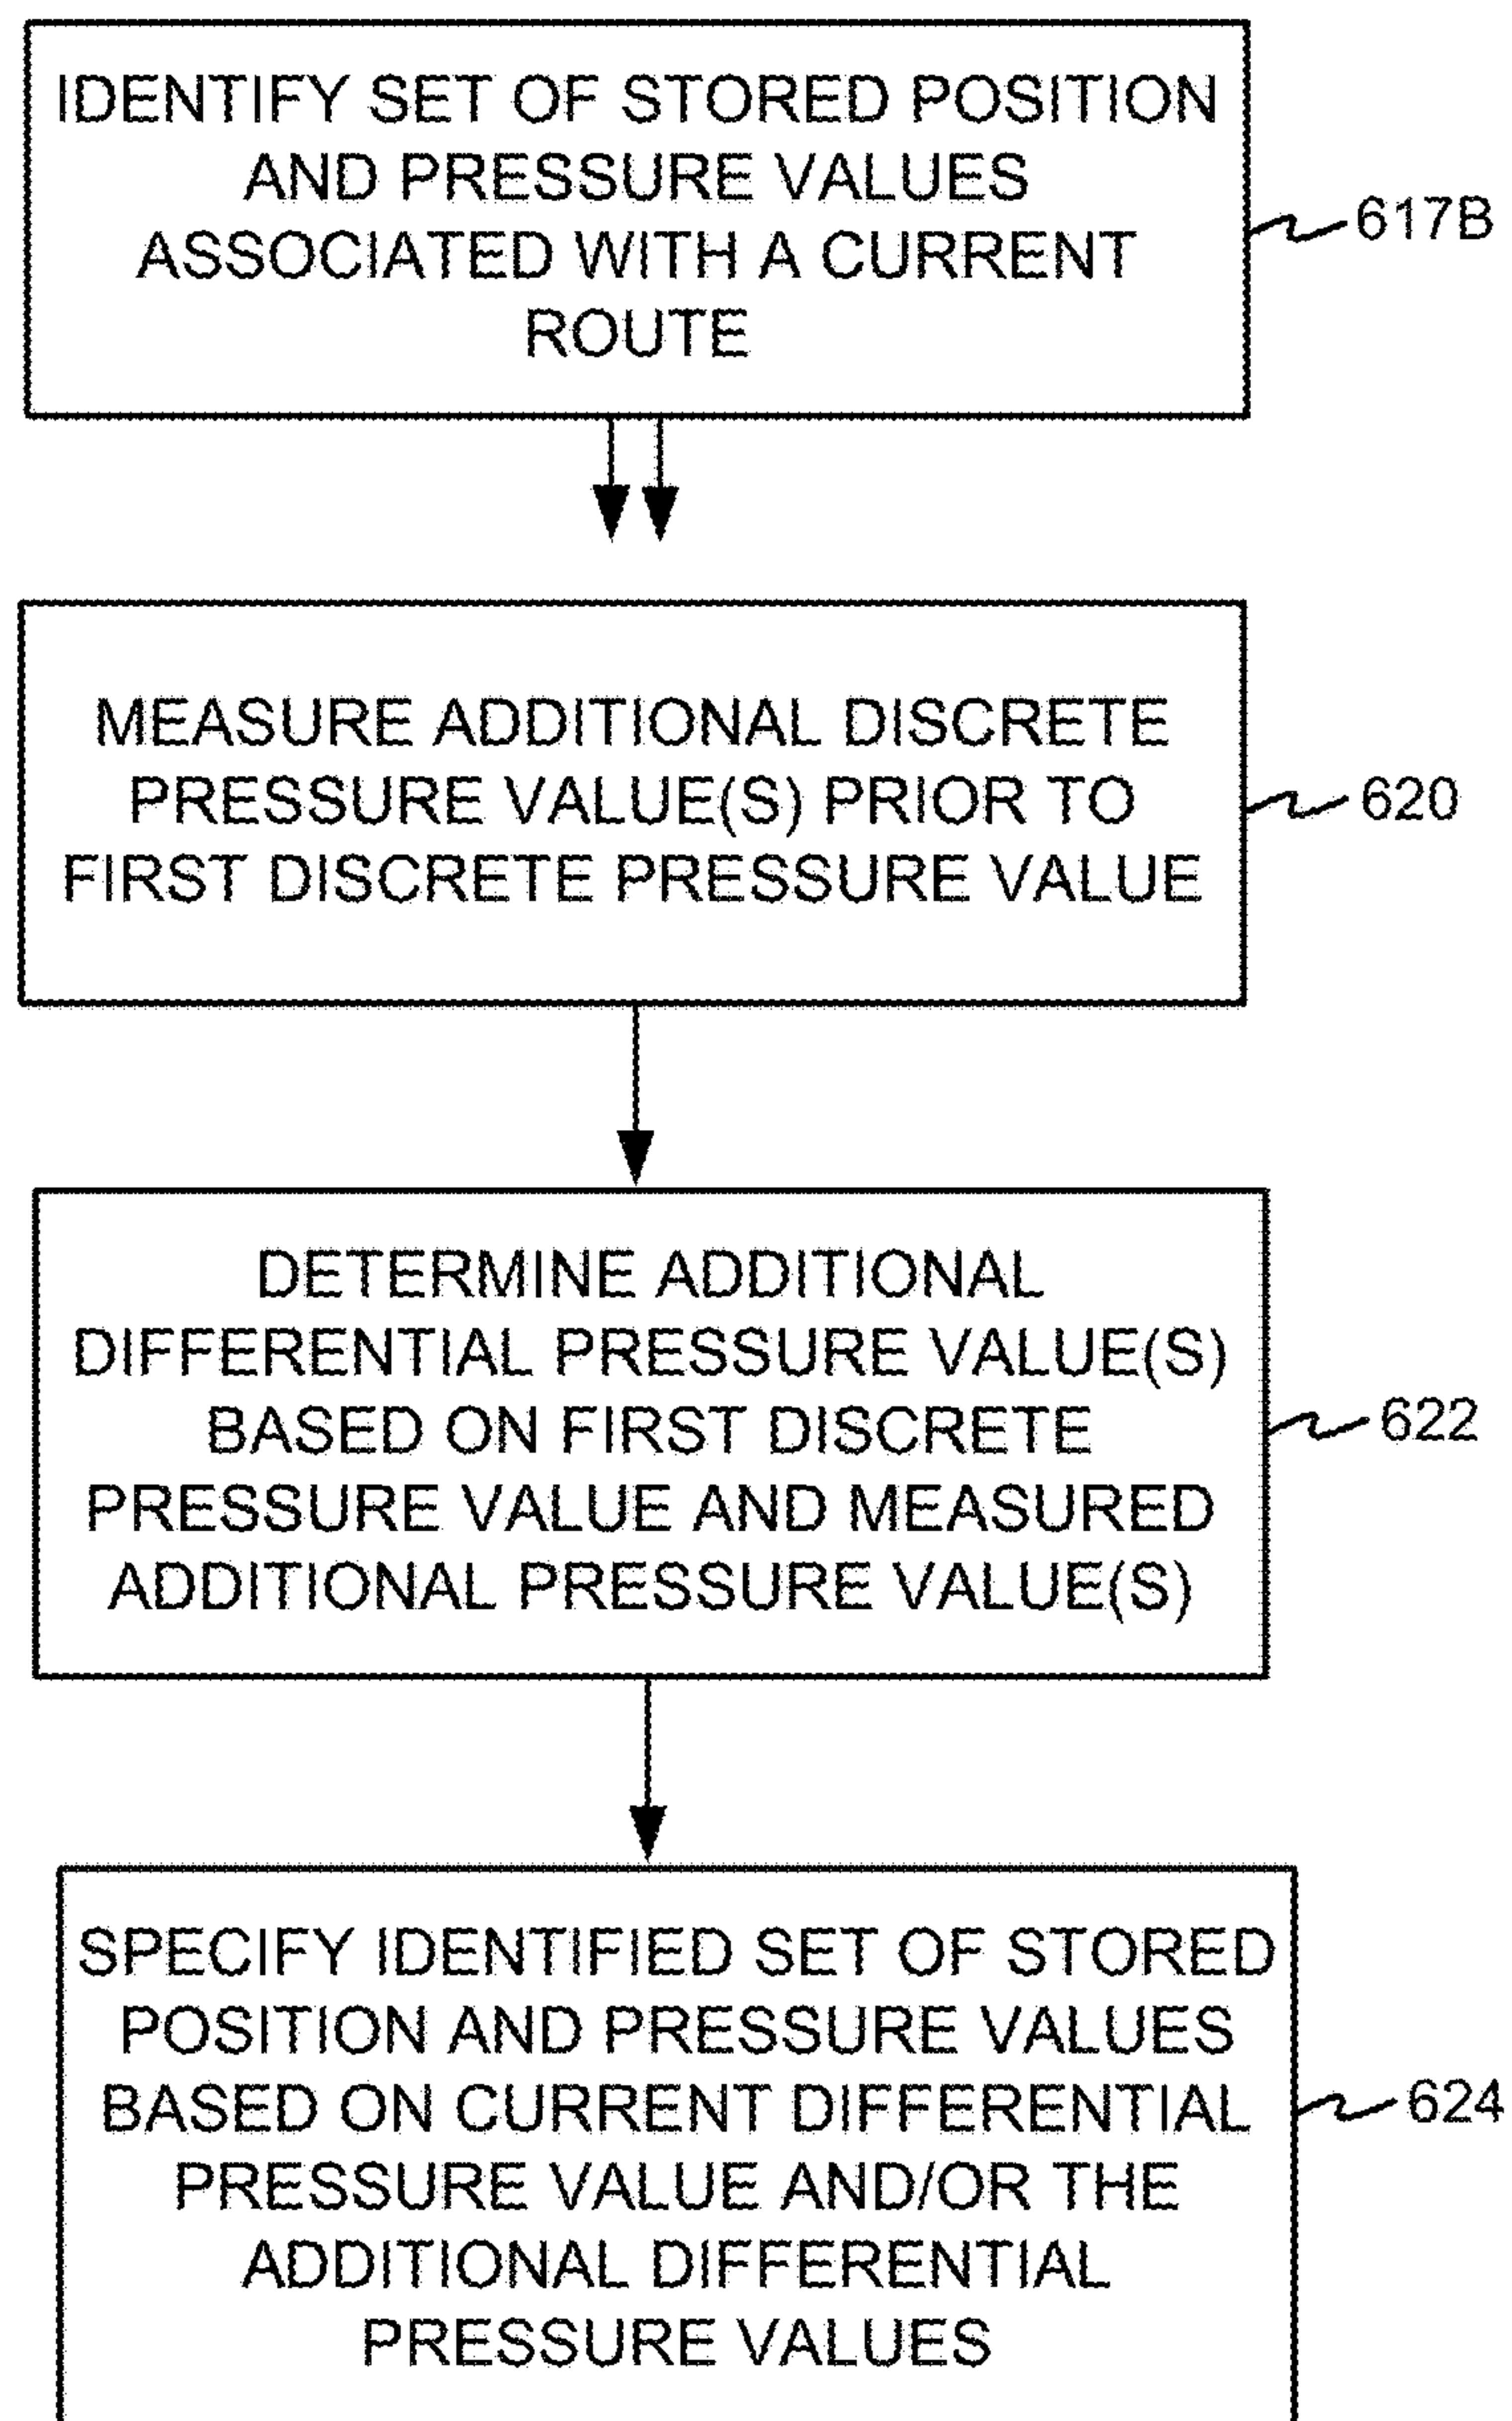 IDENTIFY SET OF STORED POSITION
AND PRESSURE VALUES
ASSOCIATED WITH A CURRENT
ROUTE
617B
MEASURE ADDITIONAL DISCRETE
PRESSURE VALUE(S) PRIOR TO
FIRST DISCRETE PRESSURE VALUE
620
DETERMINE ADDITIONAL
DIFFERENTIAL PRESSURE VALUE(S)
BASED ON FIRST DISCRETE
PRESSURE VALUE AND MEASURED
ADDITIONAL PRESSURE VALUE(S)
622
SPECIFY IDENTIFIED SET OF STORED
POSITION AND PRESSURE VALUES
BASED ON CURRENT DIFFERENTIAL
PRESSURE VALUE AND/OR THE
ADDITIONAL DIFFERENTIAL
PRESSURE VALUES
624